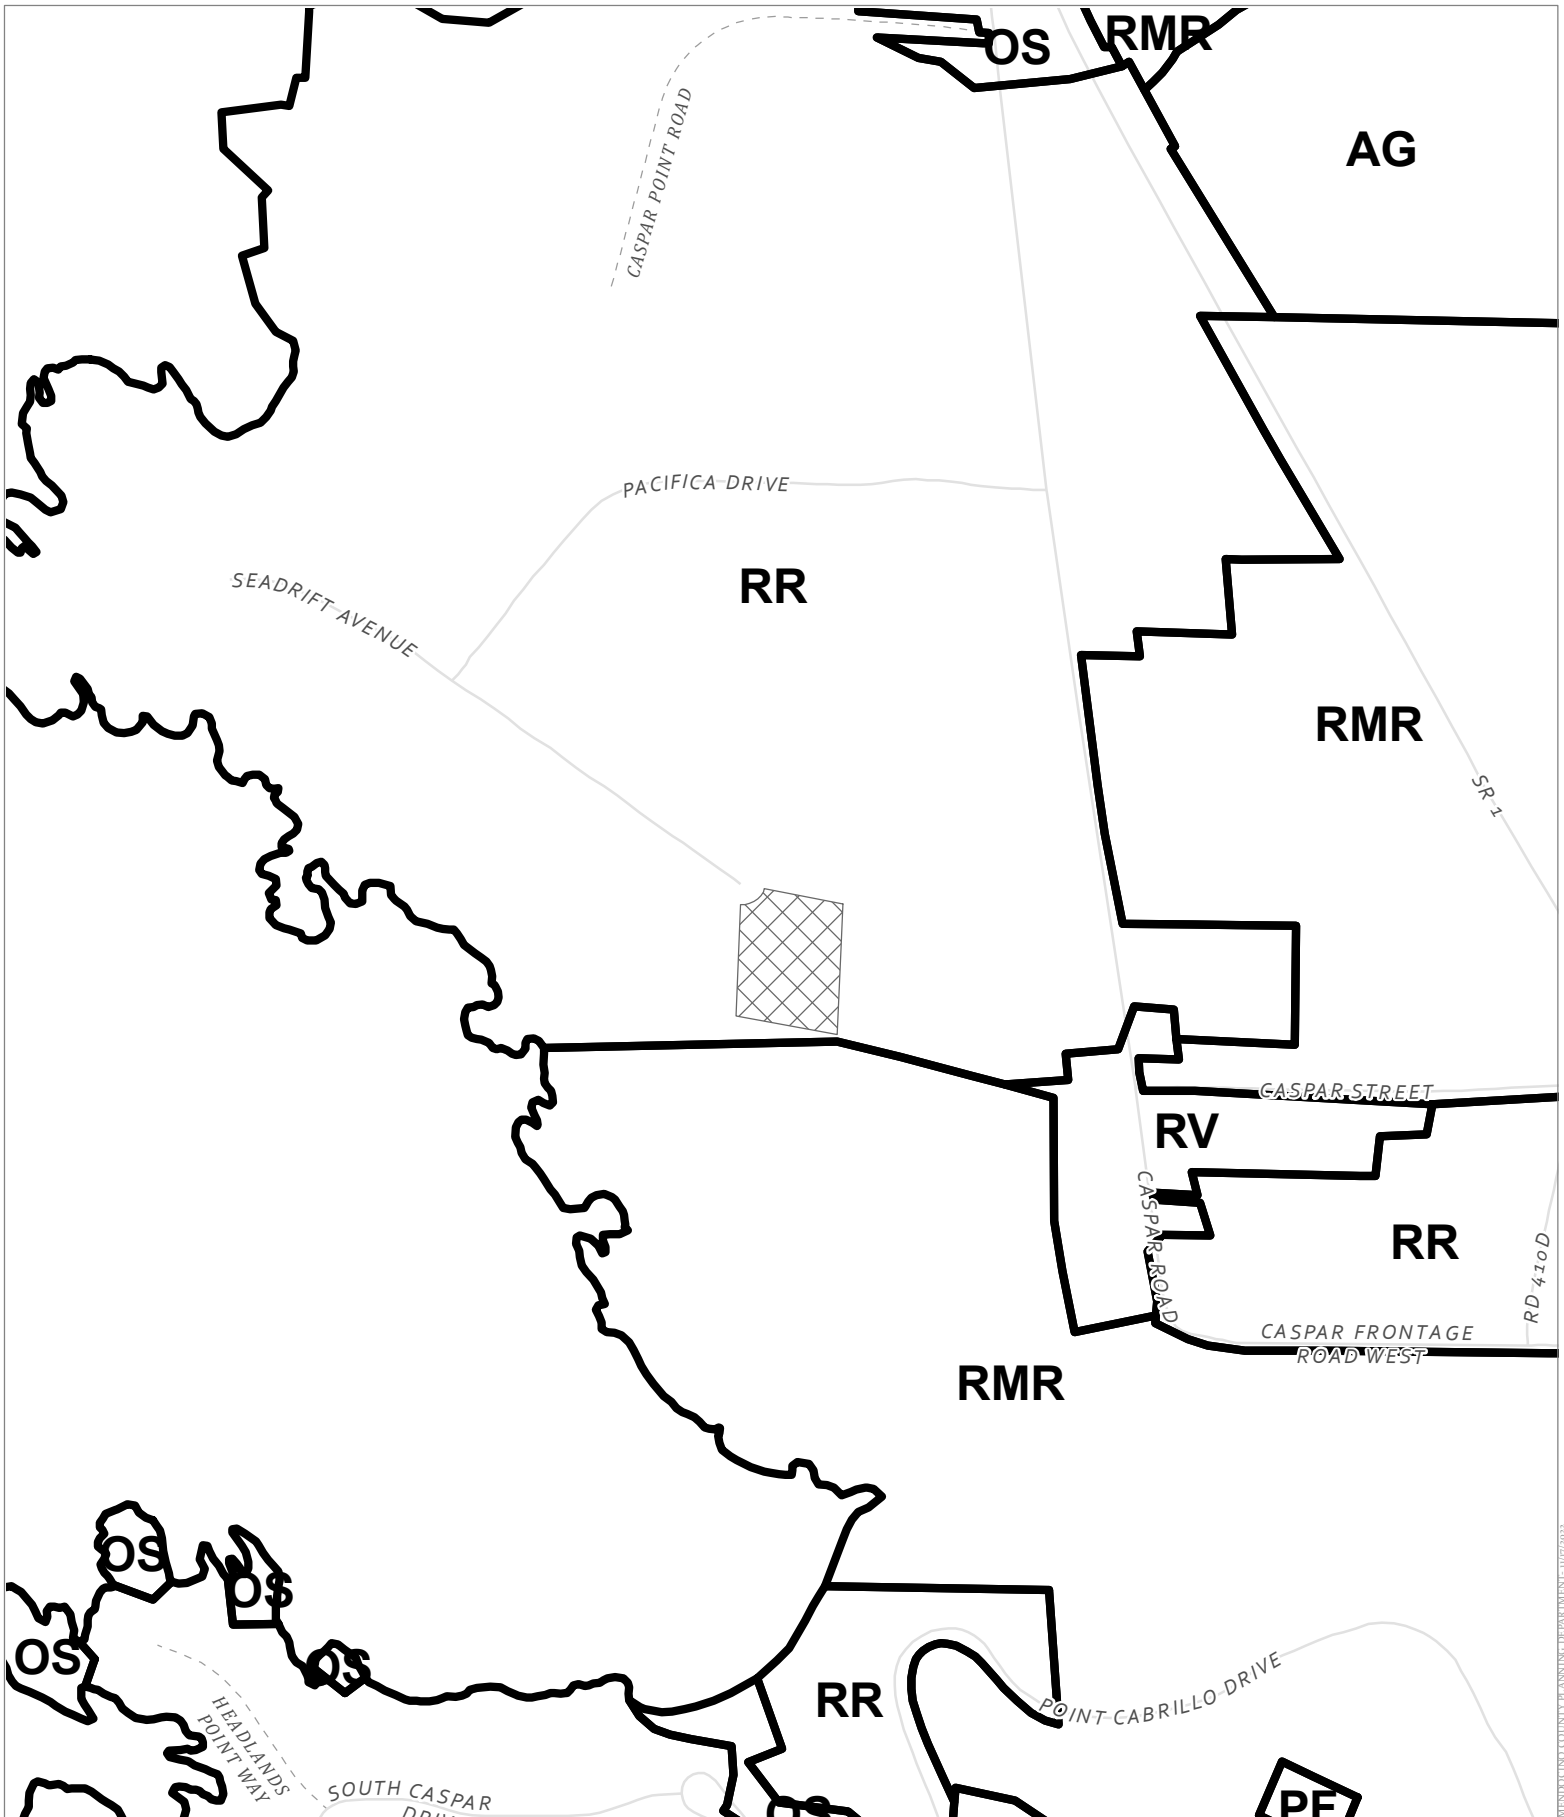 OS
RMR
AG
CASPAR POINT ROAD
PACIFICA DRIVE
RR
SEADRIFT AVENUE
RMR
SR 1
CASPAR STREET
RV
CASPAR ROAD
RR
RD 410D
CASPAR FRONTAGE
ROAD WEST
RMR
OS
OS
OS
OS
RR
POINT CABRILLO DRIVE
HEADLANDS
POINT WAY
SOUTH CASPAR
DRIVE
OS
PF